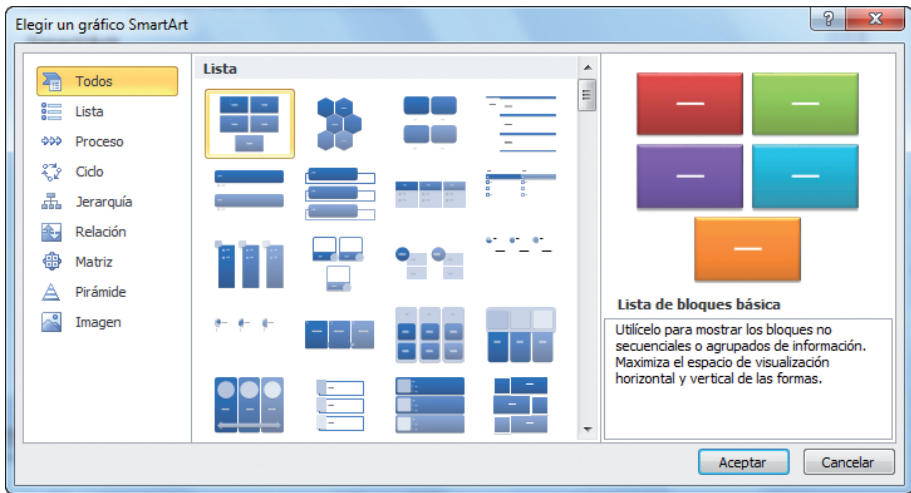 Elegir un gráfico SmartArt
Todos
Lista
Proceso
Ciclo
Jerarquía
Relación
Matriz
Pirámide
Imagen
Lista
Lista de bloques básica
Utilícelo para mostrar los bloques no
secuenciales o agrupados de información.
Maximiza el espacio de visualización
horizontal y vertical de las formas.
Aceptar
Cancelar